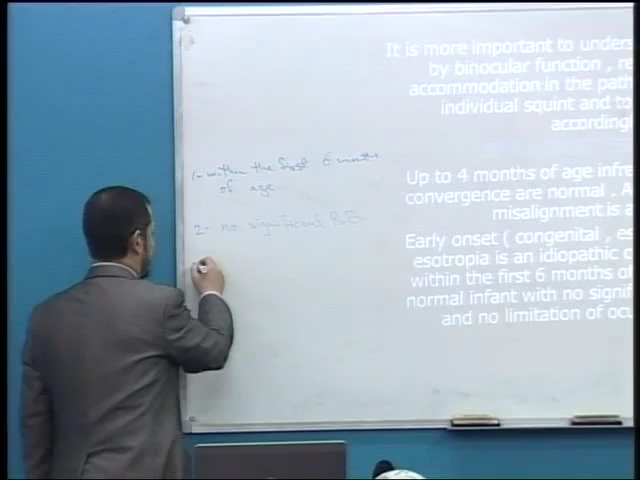 1- within the first 6 months
of age
2- no significant R.E.
It is more important to unders
by binocular function , re
accommodation in the path
individual squint and to
accordingl
Up to 4 months of age infre
convergence are normal . A
misalignment is a
Early onset ( congenital , es
esotropia is an idiopathic c
within the first 6 months of
normal infant with no signif
and no limitation of ocu